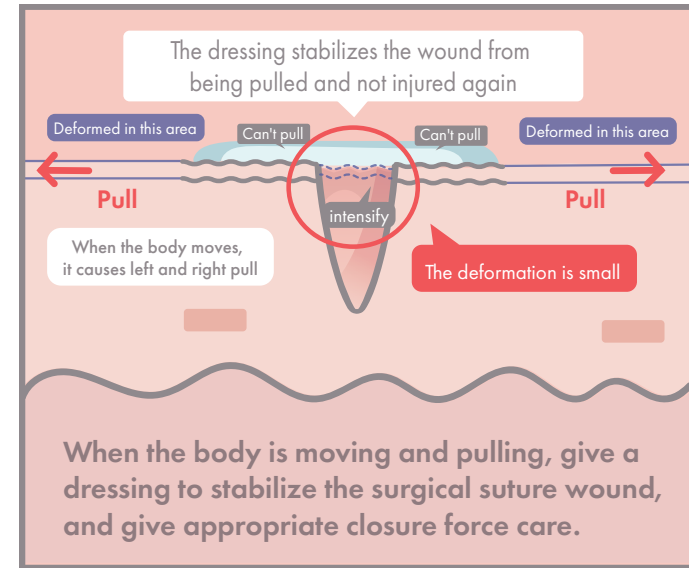 The dressing stabilizes the wound from
being pulled and not injured again
Deformed in this area
Can't pull
Can't pull
Deformed in this area
Pull
Pull
intensify
When the body moves,
it causes left and right pull
The deformation is small
When the body is moving and pulling, give a
dressing to stabilize the surgical suture wound,
and give appropriate closure force care.